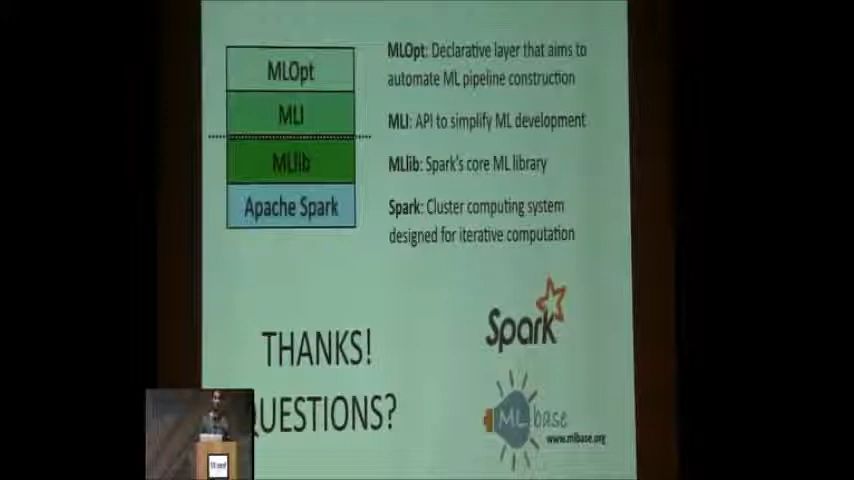 MLOpt
MLI
MLlib
Apache Spark
MLOpt: Declarative layer that aims to
automate ML pipeline construction
MLI: API to simplify ML development
MLlib: Spark's core ML library
Spark: Cluster computing system
designed for iterative computation
THANKS!
QUESTIONS?
Spark
ML base
www.mlbase.org